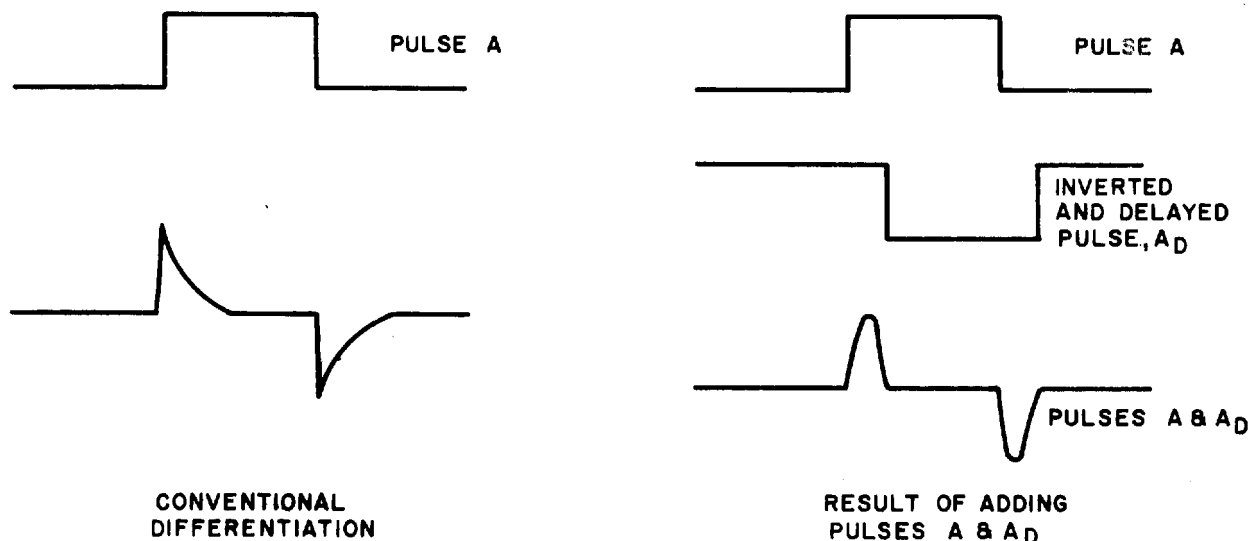 PULSE A
CONVENTIONAL
DIFFERENTIATION
PULSE A
INVERTED
AND DELAYED
PULSE, AD
PULSES A & AD
RESULT OF ADDING
PULSES A & AD